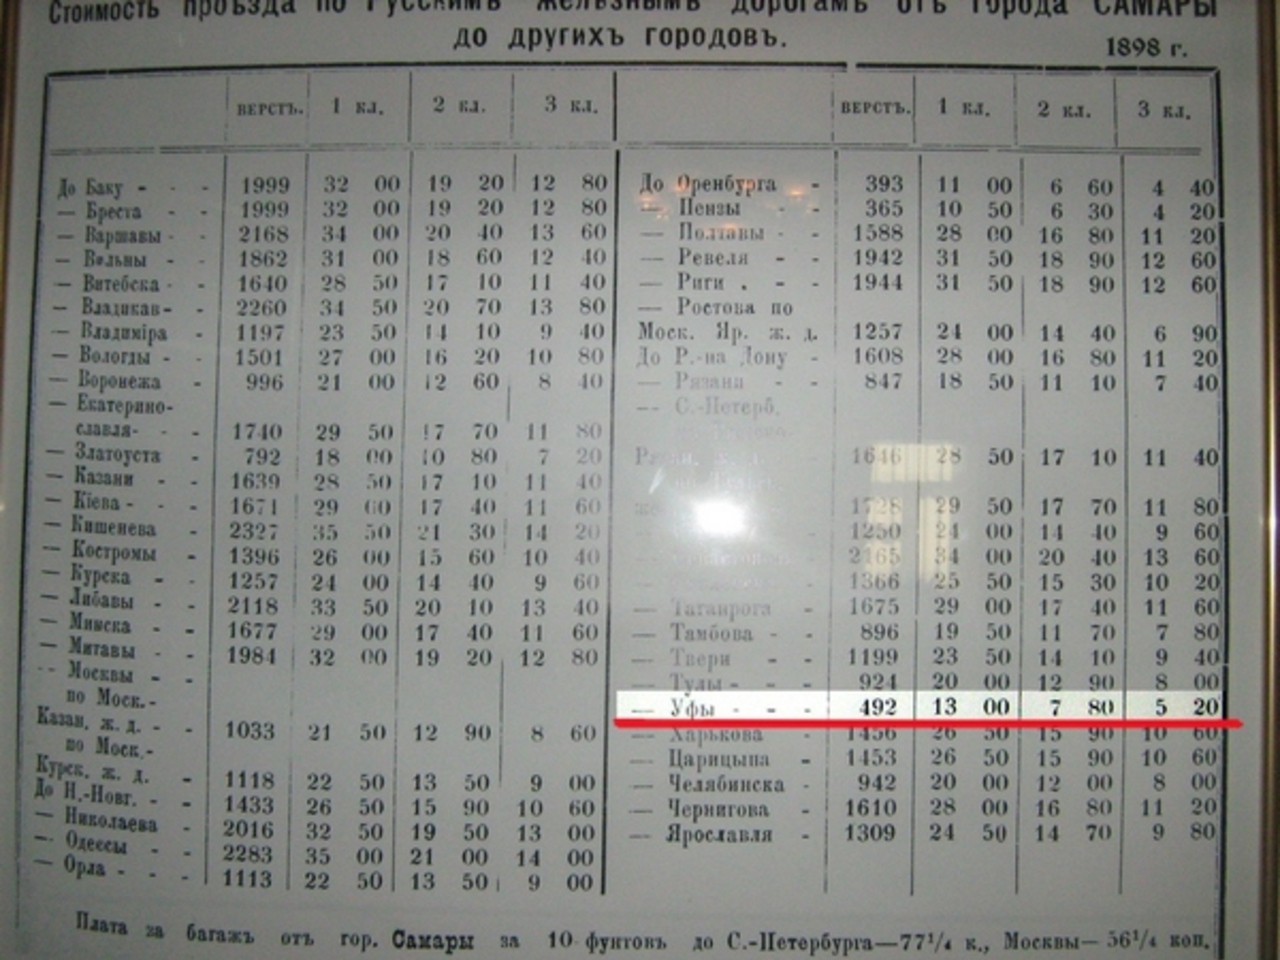 Стоимость проѣзда по Русскимъ желѣзнымъ дорогамъ отъ города САМАРЫ
до другихъ городовъ.
1898 г.
верстъ. 1 кл. 2 кл. 3 кл.
До Баку - - - 1999 32 00 19 20 12 80
— Бреста - - 1999 32 00 19 20 12 80
— Варшавы - - 2168 34 00 20 40 13 60
— Вильны - - 1862 31 00 18 60 12 40
— Витебска - - 1640 28 50 17 10 11 40
— Владикав - - 2260 34 50 20 70 13 80
— Владиміра - 1197 23 50 14 10 9 40
— Вологды - - 1501 27 00 16 20 10 80
— Воронежа - 996 21 00 12 60 8 40
— Екатерино-
славля - - - 1740 29 50 17 70 11 80
— Златоуста - 792 18 00 10 80 7 20
— Казани - - 1639 28 50 17 10 11 40
— Кіева - - - 1671 29 00 17 40 11 60
— Кишенева - 2327 35 50 21 30 14 20
— Костромы - 1396 26 00 15 60 10 40
— Курска - - 1257 24 00 14 40 9 60
— Либавы - - 2118 33 50 20 10 13 40
— Минска - - 1677 29 00 17 40 11 60
— Митавы - - 1984 32 00 19 20 12 80
- - Москвы - -
по Моск.-
Казан. ж. д. - - 1033 21 50 12 90 8 60
по Моск.-
Курск. ж. д. - 1118 22 50 13 50 9 00
До Н.-Новг. - - 1433 26 50 15 90 10 60
— Николаева - 2016 32 50 19 50 13 00
— Одессы - - 2283 35 00 21 00 14 00
— Орла - - - 1113 22 50 13 50 9 00
верстъ. 1 кл. 2 кл. 3 кл.
До Оренбурга - 393 11 00 6 60 4 40
— Пензы - - 365 10 50 6 30 4 20
— Полтавы - - 1588 28 00 16 80 11 20
— Ревеля - - 1942 31 50 18 90 12 60
— Риги . - - 1944 31 50 18 90 12 60
— Ростова по
Моск. Яр. ж. д. 1257 24 00 14 40 6 90
До Р.-на Дону - 1608 28 00 16 80 11 20
— Рязани - - 847 18 50 11 10 7 40
-- С.-Петерб.
1646 28 50 17 10 11 40
1728 29 50 17 70 11 80
1250 24 00 14 40 9 60
2165 34 00 20 40 13 60
1366 25 50 15 30 10 20
— Таганрога - 1675 29 00 17 40 11 60
— Тамбова - - 896 19 50 11 70 7 80
— Твери - - 1199 23 50 14 10 9 40
— Тулы - - - 924 20 00 12 90 8 00
— Уфы - - - 492 13 00 7 80 5 20
— Харькова - - 1456 26 50 15 90 10 60
— Царицына - 1453 26 50 15 90 10 60
— Челябинска - 942 20 00 12 00 8 00
— Чернигова - 1610 28 00 16 80 11 20
— Ярославля - 1309 24 50 14 70 9 80
Плата за багажъ отъ гор. Самары за 10 фунтовъ до С.-Петербурга—77¹/₄ к., Москвы—56¹/₄ коп.